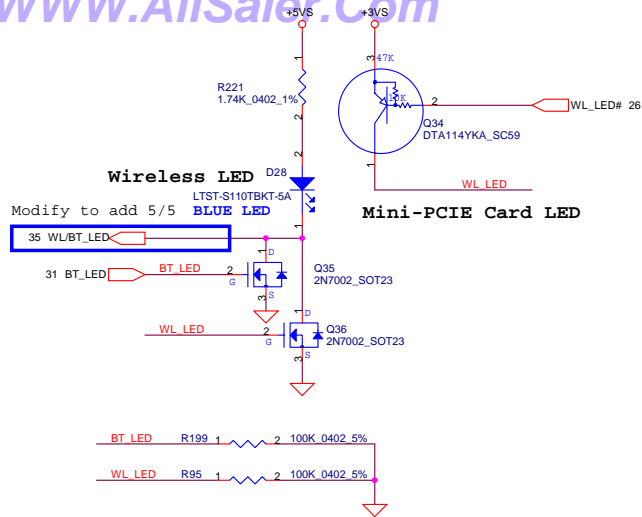 WWW.AllSaler.Com
+5VS
+3VS
3
47K
1
R221
1.74K_0402_1%
10K
2
WL_LED# 26
2
Q34
DTA114YKA_SC59
2
1
Wireless LED
D28
WL_LED
LTST-S110TBKT-5A
Modify to add 5/5
BLUE LED
Mini-PCIE Card LED
1
35 WL/BT_LED
1
D
Q35
2N7002_SOT23
31 BT_LED
BT_LED
2
G
3
S
1
D
WL_LED
2
G
Q36
2N7002_SOT23
3
S
BT_LED
R199
1
2
100K_0402_5%
WL_LED
R95
1
2
100K_0402_5%